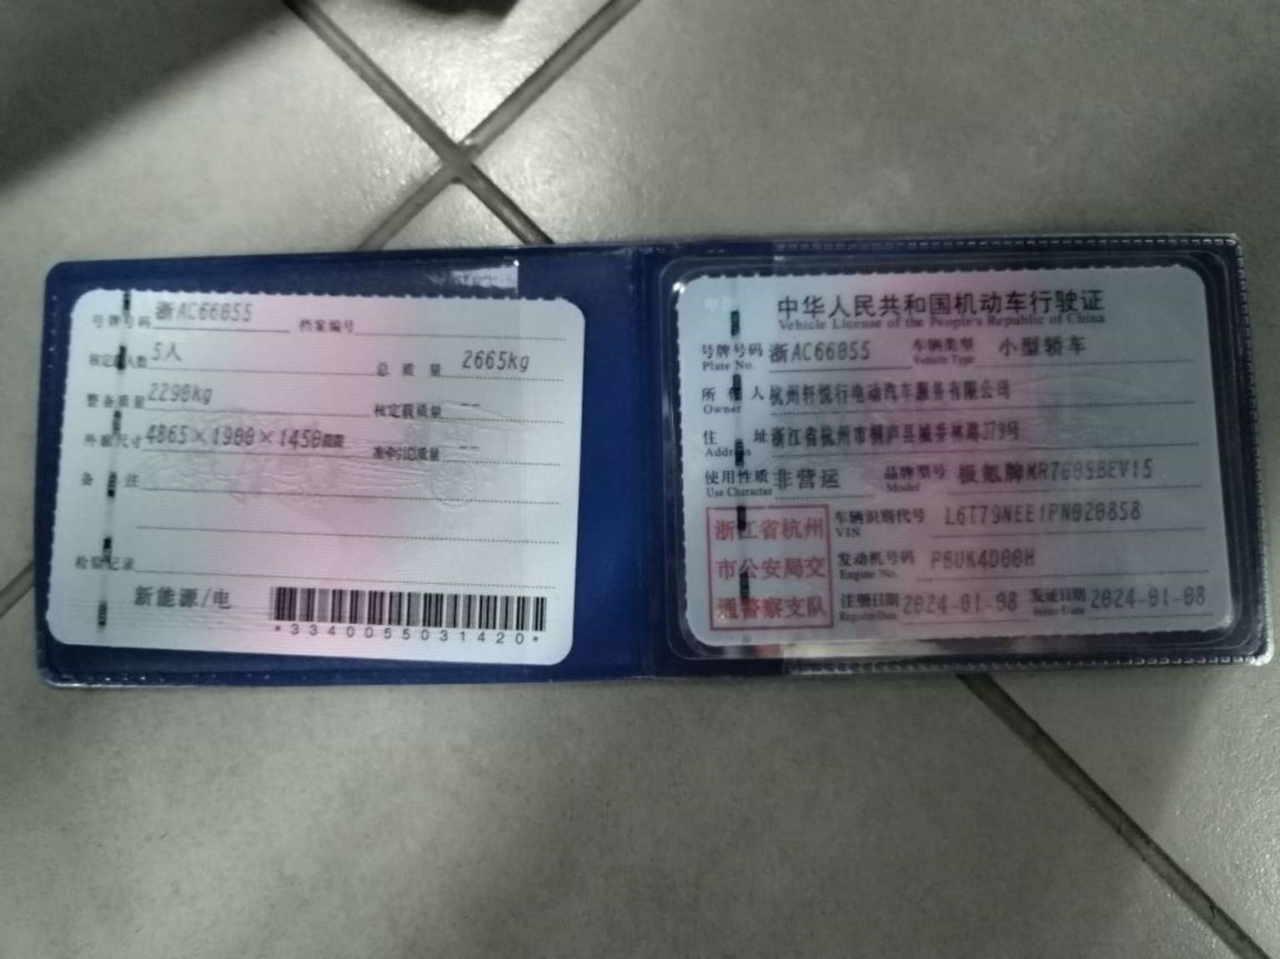 号牌号码 浙AC66055 档案编号
核定载人数 5人 总质量 2665kg
整备质量 2290kg 核定载质量 --
外廓尺寸 4865×1900×1450mm 准牵引总质量 --
备注
检验记录
新能源/电
*3340055031420*
中华人民共和国机动车行驶证
Vehicle License of the People's Republic of China
号牌号码 浙AC66055 车辆类型 小型轿车
Plate No. Vehicle Type
所有人 杭州轩悦行电动汽车服务有限公司
Owner
住址 浙江省杭州市桐庐县 路379号
Address
使用性质 非营运 品牌型号 极氪牌MR7005BEV15
Use Character Model
浙江省杭州
市公安局交
通警察支队
车辆识别代号 L6T79NEE1PN020858
VIN
发动机号码 P8UK4D00H
Engine No.
注册日期 2024-01-08 发证日期 2024-01-08
Register Date Issue Date